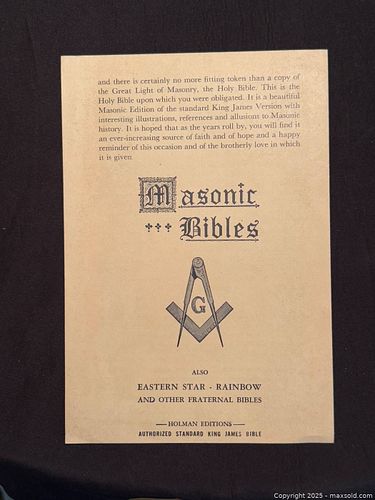 and there is certainly no more fitting token than a copy of
the Great Light of Masonry, the Holy Bible. This is the
Holy Bible upon which you were obligated. It is a beautiful
Masonic Edition of the standard King James Version with
interesting illustrations, references and allusions to Masonic
history. It is hoped that as the years roll by, you will find it
an ever-increasing source of faith and of hope and a happy
reminder of this occasion and of the brotherly love in which
it is given
Masonic
Bibles
G
ALSO
EASTERN STAR - RAINBOW
AND OTHER FRATERNAL BIBLES
— HOLMAN EDITIONS —
AUTHORIZED STANDARD KING JAMES BIBLE
Copyright 2025 - maxsold.com